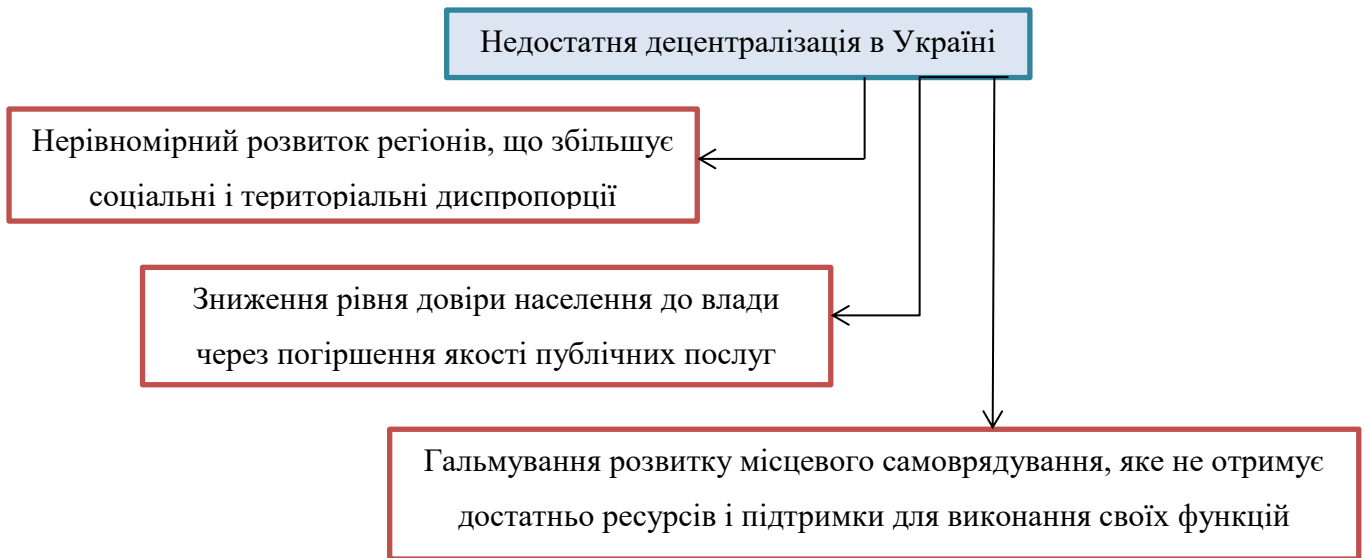 Недостатня децентралізація в Україні
Нерівномірний розвиток регіонів, що збільшує
соціальні і територіальні диспропорції
Зниження рівня довіри населення до влади
через погіршення якості публічних послуг
Гальмування розвитку місцевого самоврядування, яке не отримує
достатньо ресурсів і підтримки для виконання своїх функцій